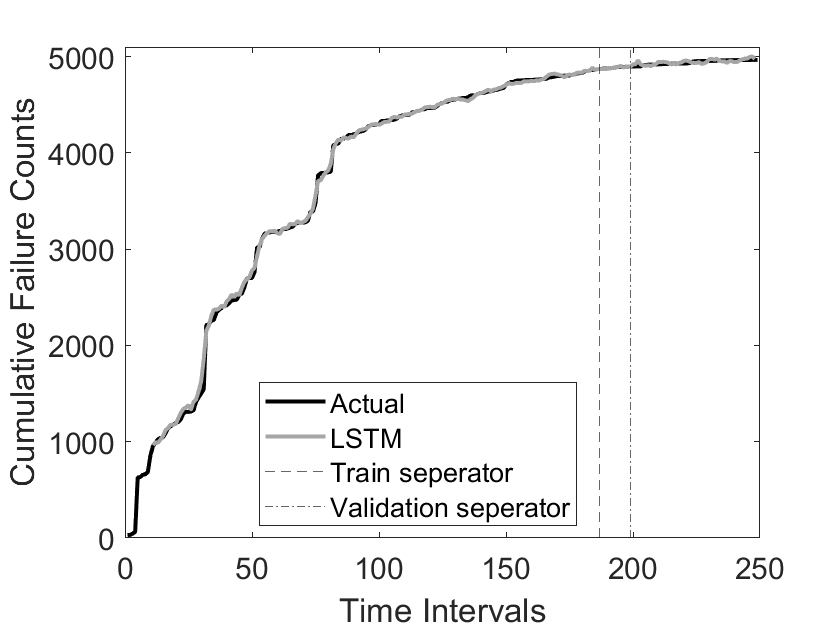 5000
4000
3000
2000
1000
0
Cumulative Failure Counts
Actual
LSTM
Train seperator
Validation seperator
0 50 100 150 200 250
Time Intervals